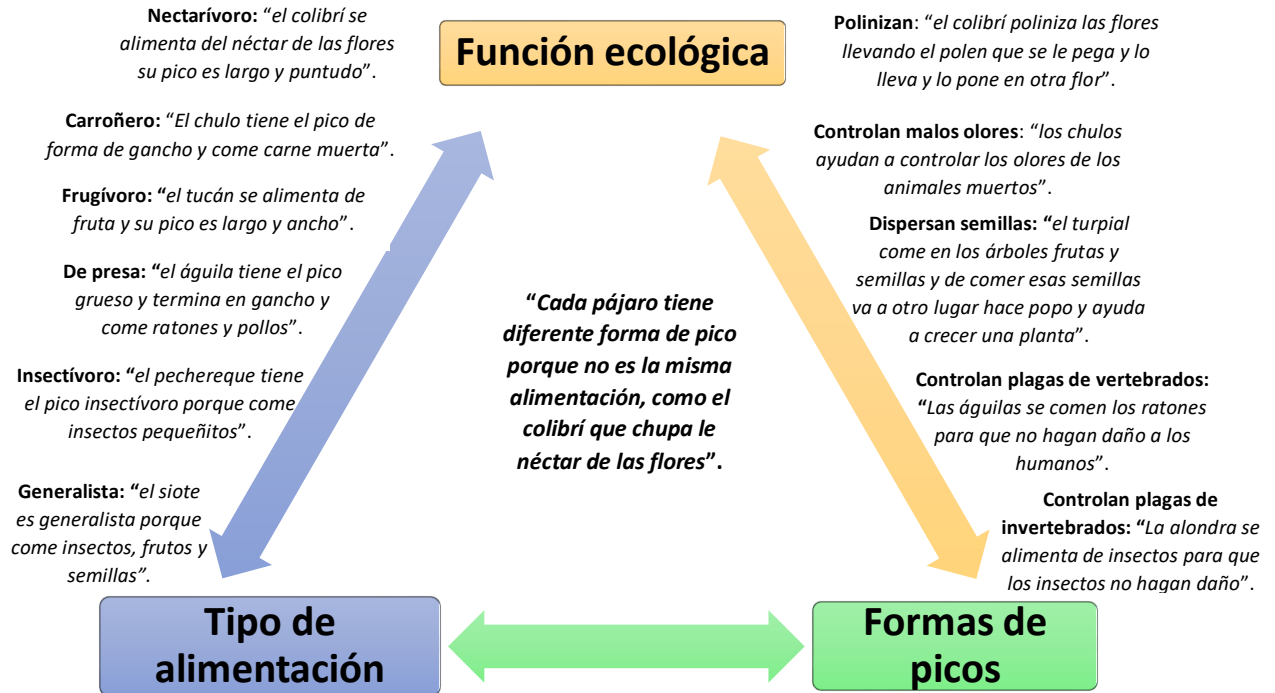 Nectarívoro: “el colibrí se
alimenta del néctar de las flores
su pico es largo y puntudo”.
Carroñero: “El chulo tiene el pico de
forma de gancho y come carne muerta”.
Frugívoro: “el tucán se alimenta de
fruta y su pico es largo y ancho”.
De presa: “el águila tiene el pico
grueso y termina en gancho y
come ratones y pollos”.
Insectívoro: “el pechereque tiene
el pico insectívoro porque come
insectos pequeñitos”.
Generalista: “el siote
es generalista porque
come insectos, frutos y
semillas”.
Función ecológica
“Cada pájaro tiene
diferente forma de pico
porque no es la misma
alimentación, como el
colibrí que chupa le
néctar de las flores”.
Polinizan: “el colibrí poliniza las flores
llevando el polen que se le pega y lo
lleva y lo pone en otra flor”.
Controlan malos olores: “los chulos
ayudan a controlar los olores de los
animales muertos”.
Dispersan semillas: “el turpial
come en los árboles frutas y
semillas y de comer esas semillas
va a otro lugar hace popo y ayuda
a crecer una planta”.
Controlan plagas de vertebrados:
“Las águilas se comen los ratones
para que no hagan daño a los
humanos”.
Controlan plagas de
invertebrados: “La alondra se
alimenta de insectos para que
los insectos no hagan daño”.
Tipo de
alimentación
Formas de
picos